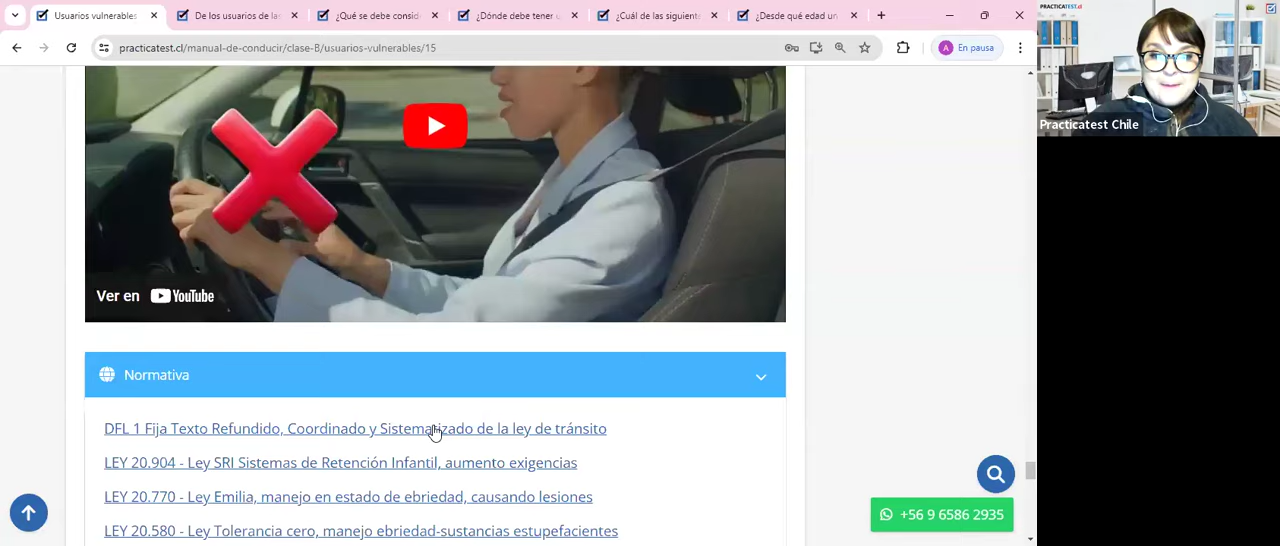 Usuarios vulnerables
De los usuarios de las
¿Qué se debe consid
¿Dónde debe tener u
¿Cuál de las siguient
¿Desde qué edad un
practicatest.cl/manual-de-conducir/clase-B/usuarios-vulnerables/15
A
En pausa
PRACTICATEST.cl
Practicatest Chile
Ver en YouTube
Normativa
DFL 1 Fija Texto Refundido, Coordinado y Sistematizado de la ley de tránsito
LEY 20.904 - Ley SRI Sistemas de Retención Infantil, aumento exigencias
LEY 20.770 - Ley Emilia, manejo en estado de ebriedad, causando lesiones
LEY 20.580 - Ley Tolerancia cero, manejo ebriedad-sustancias estupefacientes
+56 9 6586 2935